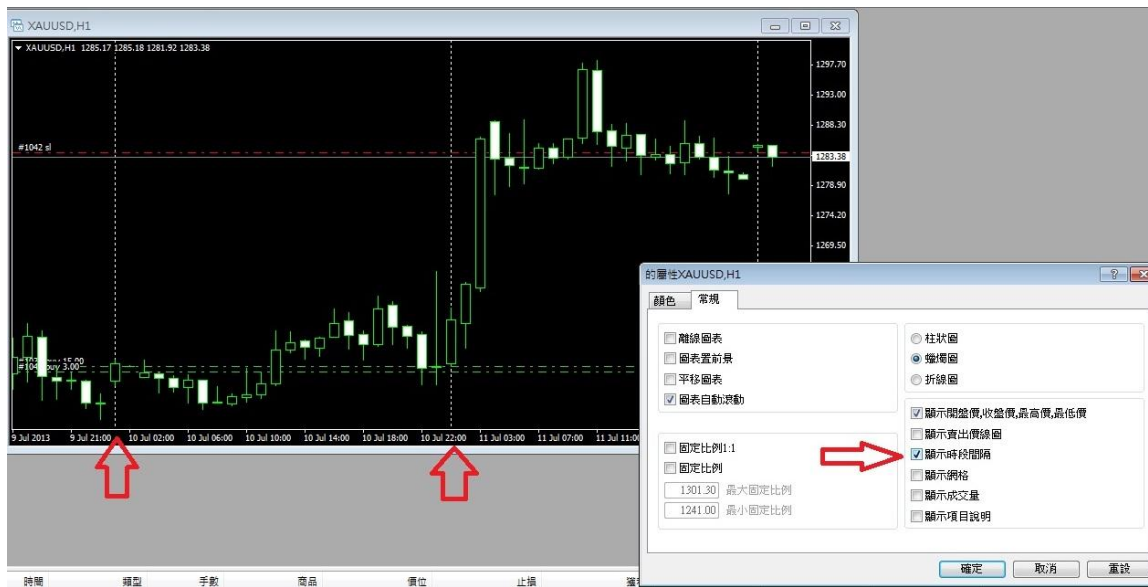 XAUUSD,H1
XAUUSD,H1 1285.17 1285.18 1281.92 1283.38
1297.70
1293.00
1288.30
#1042 sl
1283.38
1278.90
1274.20
1269.50
buy 15.00
buy 3.00
9 Jul 2013 9 Jul 21:00 10 Jul 02:00 10 Jul 06:00 10 Jul 10:00 10 Jul 14:00 10 Jul 18:00 10 Jul 22:00 11 Jul 03:00 11 Jul 07:00 11 Jul 11:00
的屬性XAUUSD,H1
顏色 常規
離線圖表
圖表置前景
平移圖表
圖表自動滾動
固定比例1:1
固定比例
1301.30 最大固定比例
1241.00 最小固定比例
柱狀圖
蠟燭圖
折線圖
顯示開盤價,收盤價,最高價,最低價
顯示賣出價線圖
顯示時段間隔
顯示網格
顯示成交量
顯示項目說明
確定 取消 重設
時間 類型 手數 商品 價位 止損